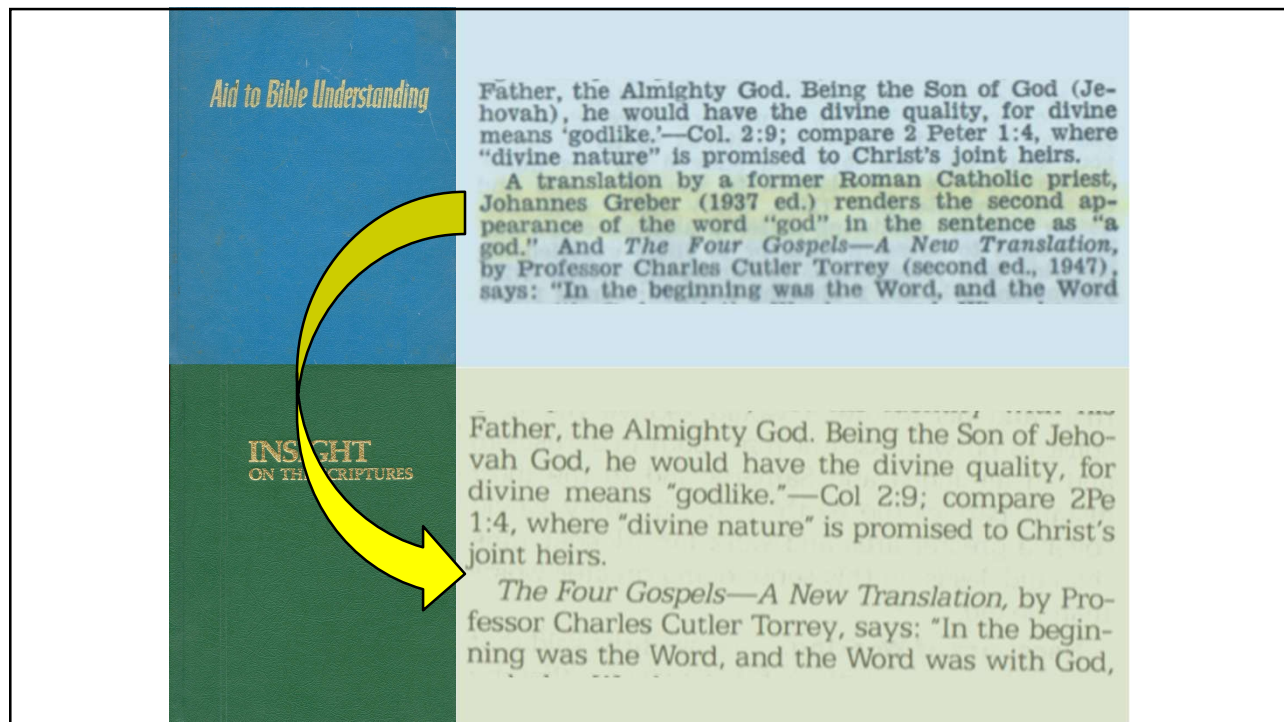 Aid to Bible Understanding
Father, the Almighty God. Being the Son of God (Je-
hovah), he would have the divine quality, for divine
means ‘godlike.’—Col. 2:9; compare 2 Peter 1:4, where
“divine nature” is promised to Christ’s joint heirs.
A translation by a former Roman Catholic priest,
Johannes Greber (1937 ed.) renders the second ap-
pearance of the word “god” in the sentence as “a
god.” And The Four Gospels—A New Translation,
by Professor Charles Cutler Torrey (second ed., 1947),
says: “In the beginning was the Word, and the Word
INSIGHT
ON THE SCRIPTURES
Father, the Almighty God. Being the Son of Jeho-
vah God, he would have the divine quality, for
divine means “godlike.”—Col 2:9; compare 2Pe
1:4, where “divine nature” is promised to Christ’s
joint heirs.
The Four Gospels—A New Translation, by Pro-
fessor Charles Cutler Torrey, says: “In the begin-
ning was the Word, and the Word was with God,